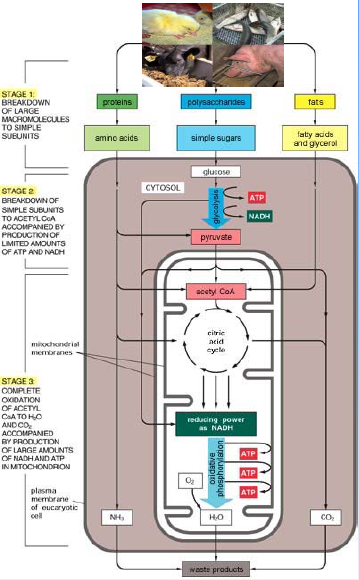 STAGE 1:
BREAKDOWN
OF LARGE
MACROMOLECULES
TO SIMPLE
SUBUNITS
proteins
polysaccharides
fats
amino acids
simple sugars
fatty acids
and glycerol
STAGE 2:
BREAKDOWN OF
SIMPLE SUBUNITS
TO ACETYL CoA
ACCOMPANIED BY
PRODUCTION OF
LIMITED AMOUNTS
OF ATP AND NADH
glucose
CYTOSOL
glycolysis
ATP
NADH
pyruvate
acetyl CoA
citric
acid
cycle
mitochondrial
membranes
STAGE 3:
COMPLETE
OXIDATION
OF ACETYL
CoA TO H₂O
AND CO₂
ACCOMPANIED
BY PRODUCTION
OF LARGE AMOUNTS
OF NADH AND ATP
IN MITOCHONDRION
reducing power
as NADH
oxidative
phosphorylation
ATP
ATP
ATP
O₂
plasma
membrane
of eucaryotic
cell
NH₃
H₂O
CO₂
waste products